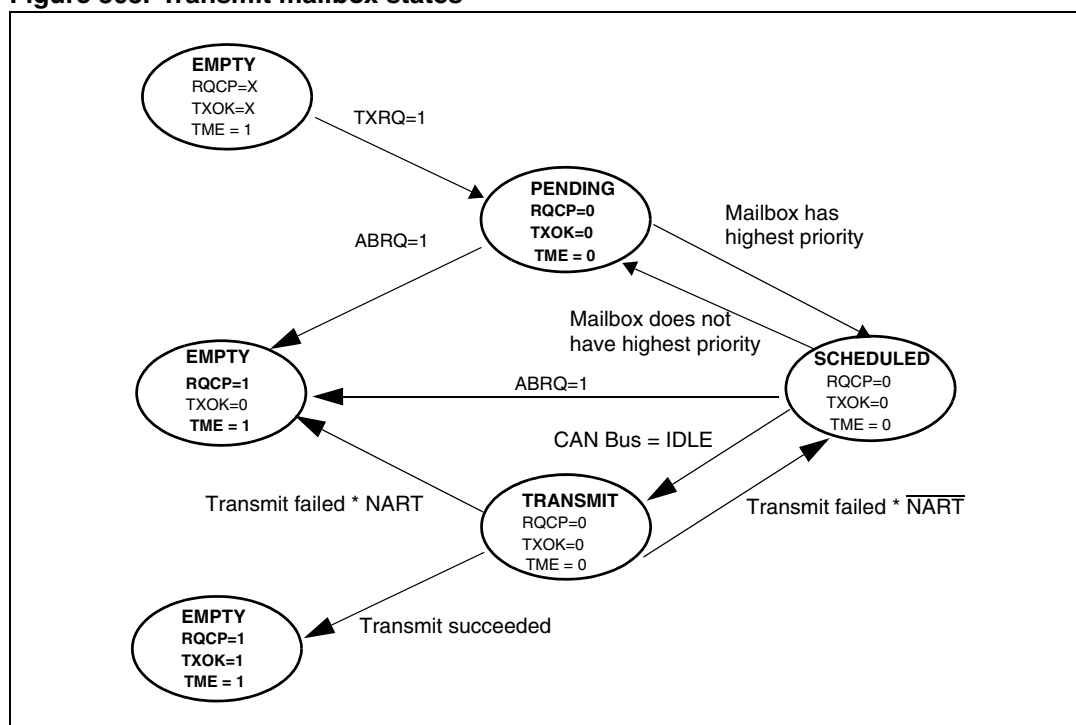 Figure Transmit mailbox states
EMPTY
RQCP=X
TXOK=X
TME = 1
TXRQ=1
PENDING
RQCP=0
TXOK=0
TME = 0
Mailbox has
highest priority
ABRQ=1
Mailbox does not
have highest priority
EMPTY
RQCP=1
TXOK=0
TME = 1
ABRQ=1
SCHEDULED
RQCP=0
TXOK=0
TME = 0
CAN Bus = IDLE
Transmit failed * NART
TRANSMIT
RQCP=0
TXOK=0
TME = 0
Transmit failed * N̅A̅R̅T̅
EMPTY
RQCP=1
TXOK=1
TME = 1
Transmit succeeded